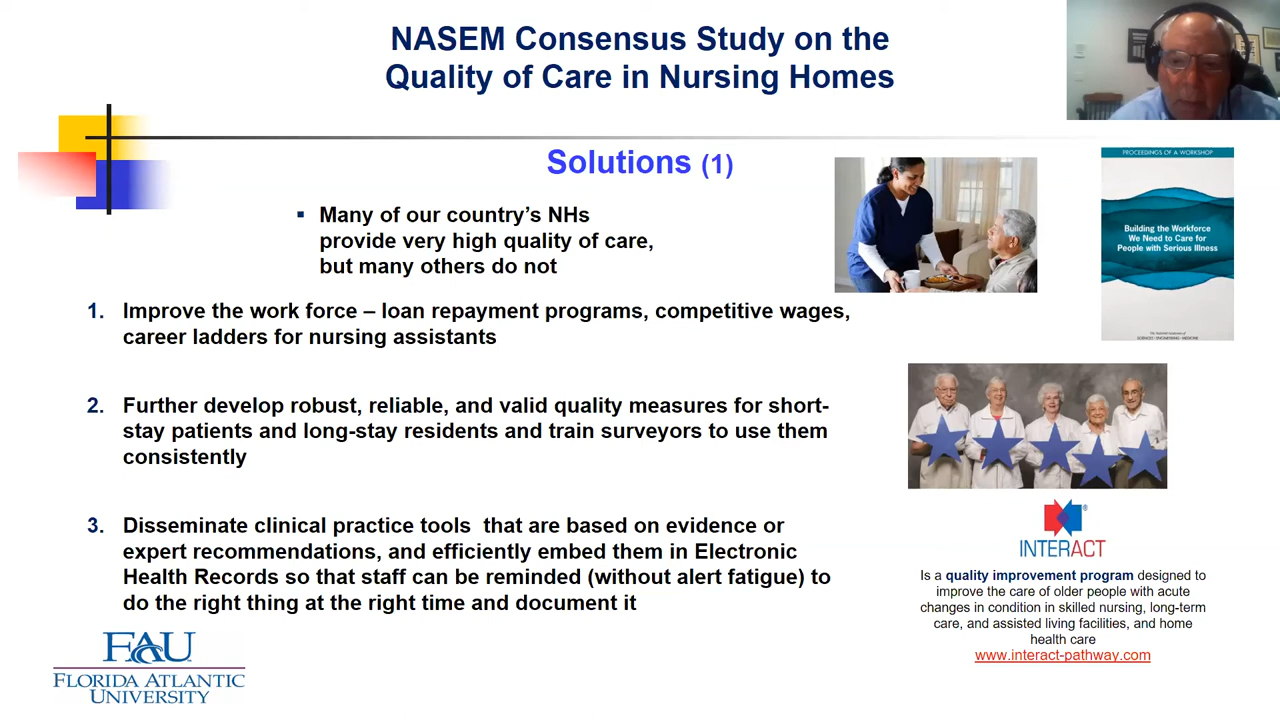 NASEM Consensus Study on the
Quality of Care in Nursing Homes
Solutions (1)
▪ Many of our country’s NHs
provide very high quality of care,
but many others do not
1. Improve the work force – loan repayment programs, competitive wages,
career ladders for nursing assistants
2. Further develop robust, reliable, and valid quality measures for short-
stay patients and long-stay residents and train surveyors to use them
consistently
3. Disseminate clinical practice tools that are based on evidence or
expert recommendations, and efficiently embed them in Electronic
Health Records so that staff can be reminded (without alert fatigue) to
do the right thing at the right time and document it
PROCEEDINGS OF A WORKSHOP
Building the Workforce
We Need to Care for
People with Serious Illness
INTERACT®
Is a quality improvement program designed to
improve the care of older people with acute
changes in condition in skilled nursing, long-term
care, and assisted living facilities, and home
health care
www.interact-pathway.com
FAU
FLORIDA ATLANTIC
UNIVERSITY